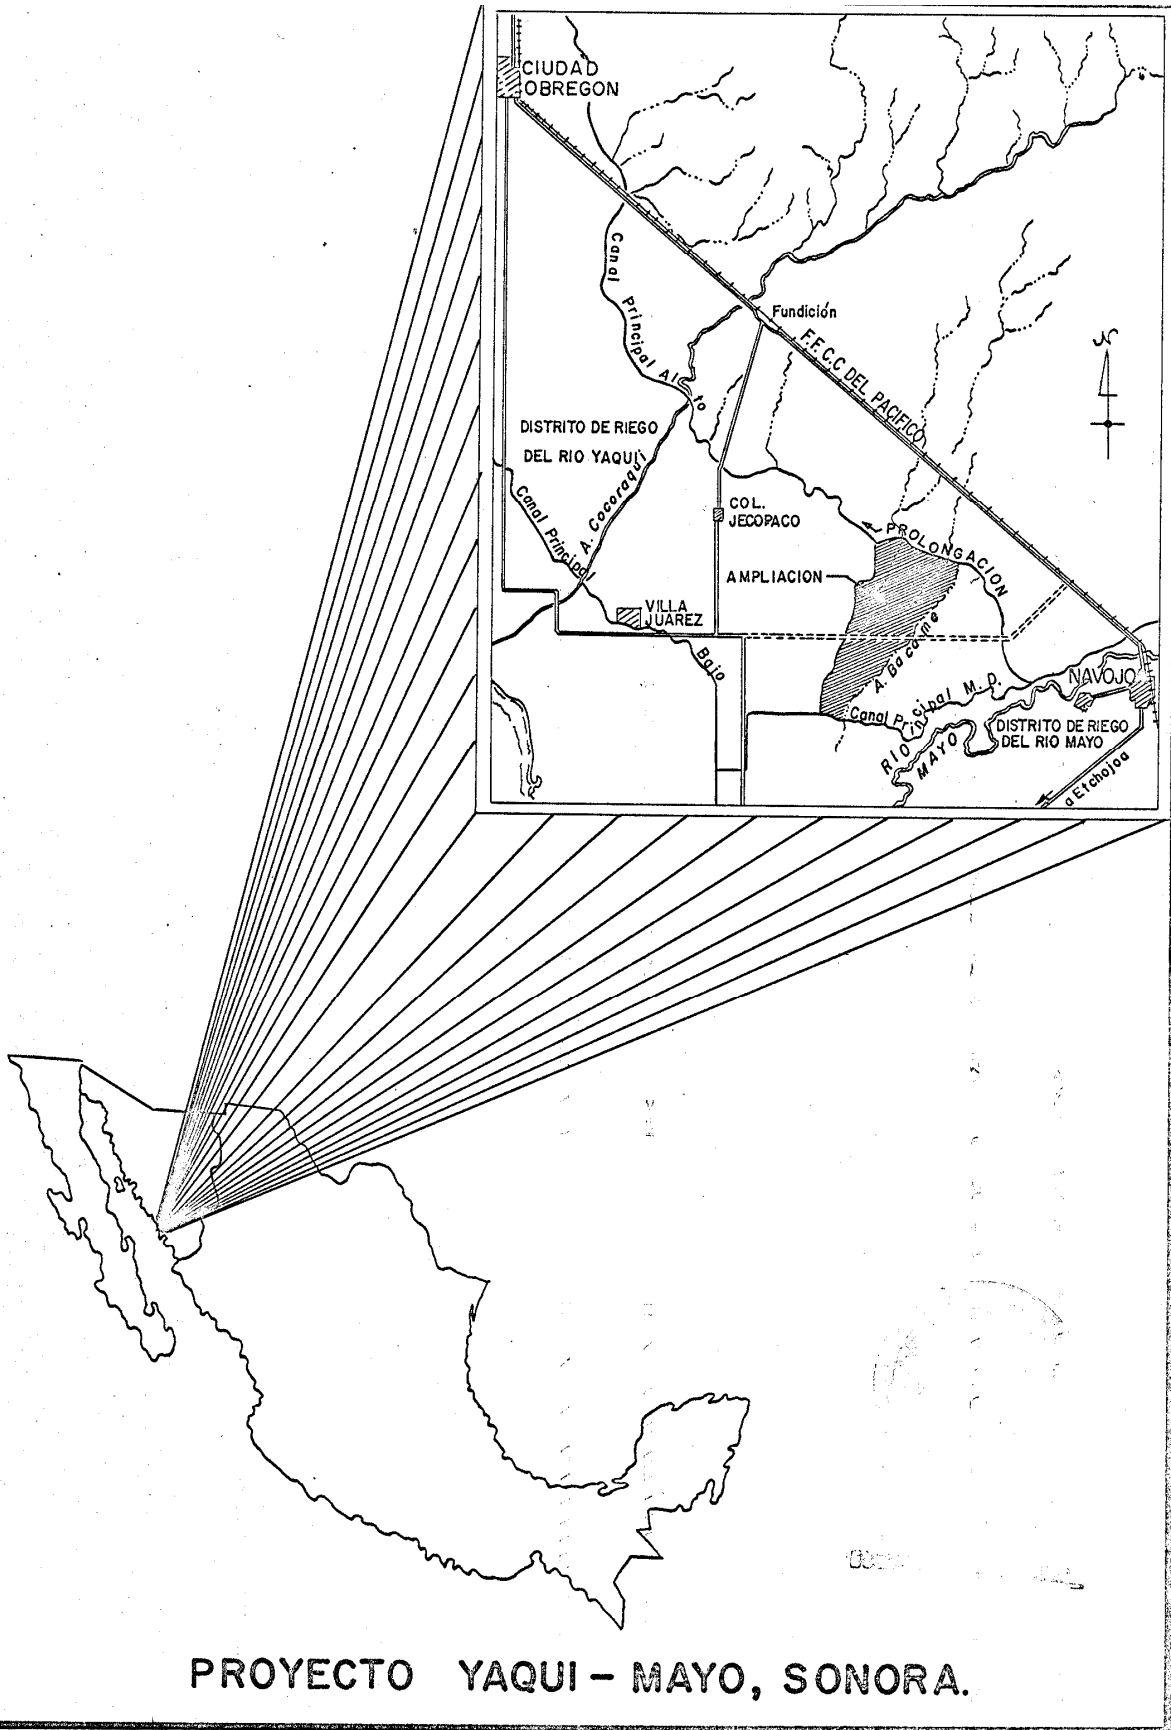 CIUDAD
OBREGON
Canal Principal Alto
Fundición
F.F.C.C DEL PACIFICO
N
DISTRITO DE RIEGO
DEL RIO YAQUI
Canal Principal
A. Cocoraqui
COL.
JECOPACO
PROLONGACION
AMPLIACION
VILLA
JUAREZ
Bajo
A. Bacame
NAVOJO
Canal Principal M. D.
RIO
MAYO
DISTRITO DE RIEGO
DEL RIO MAYO
a Etchojoa
PROYECTO YAQUI - MAYO, SONORA.